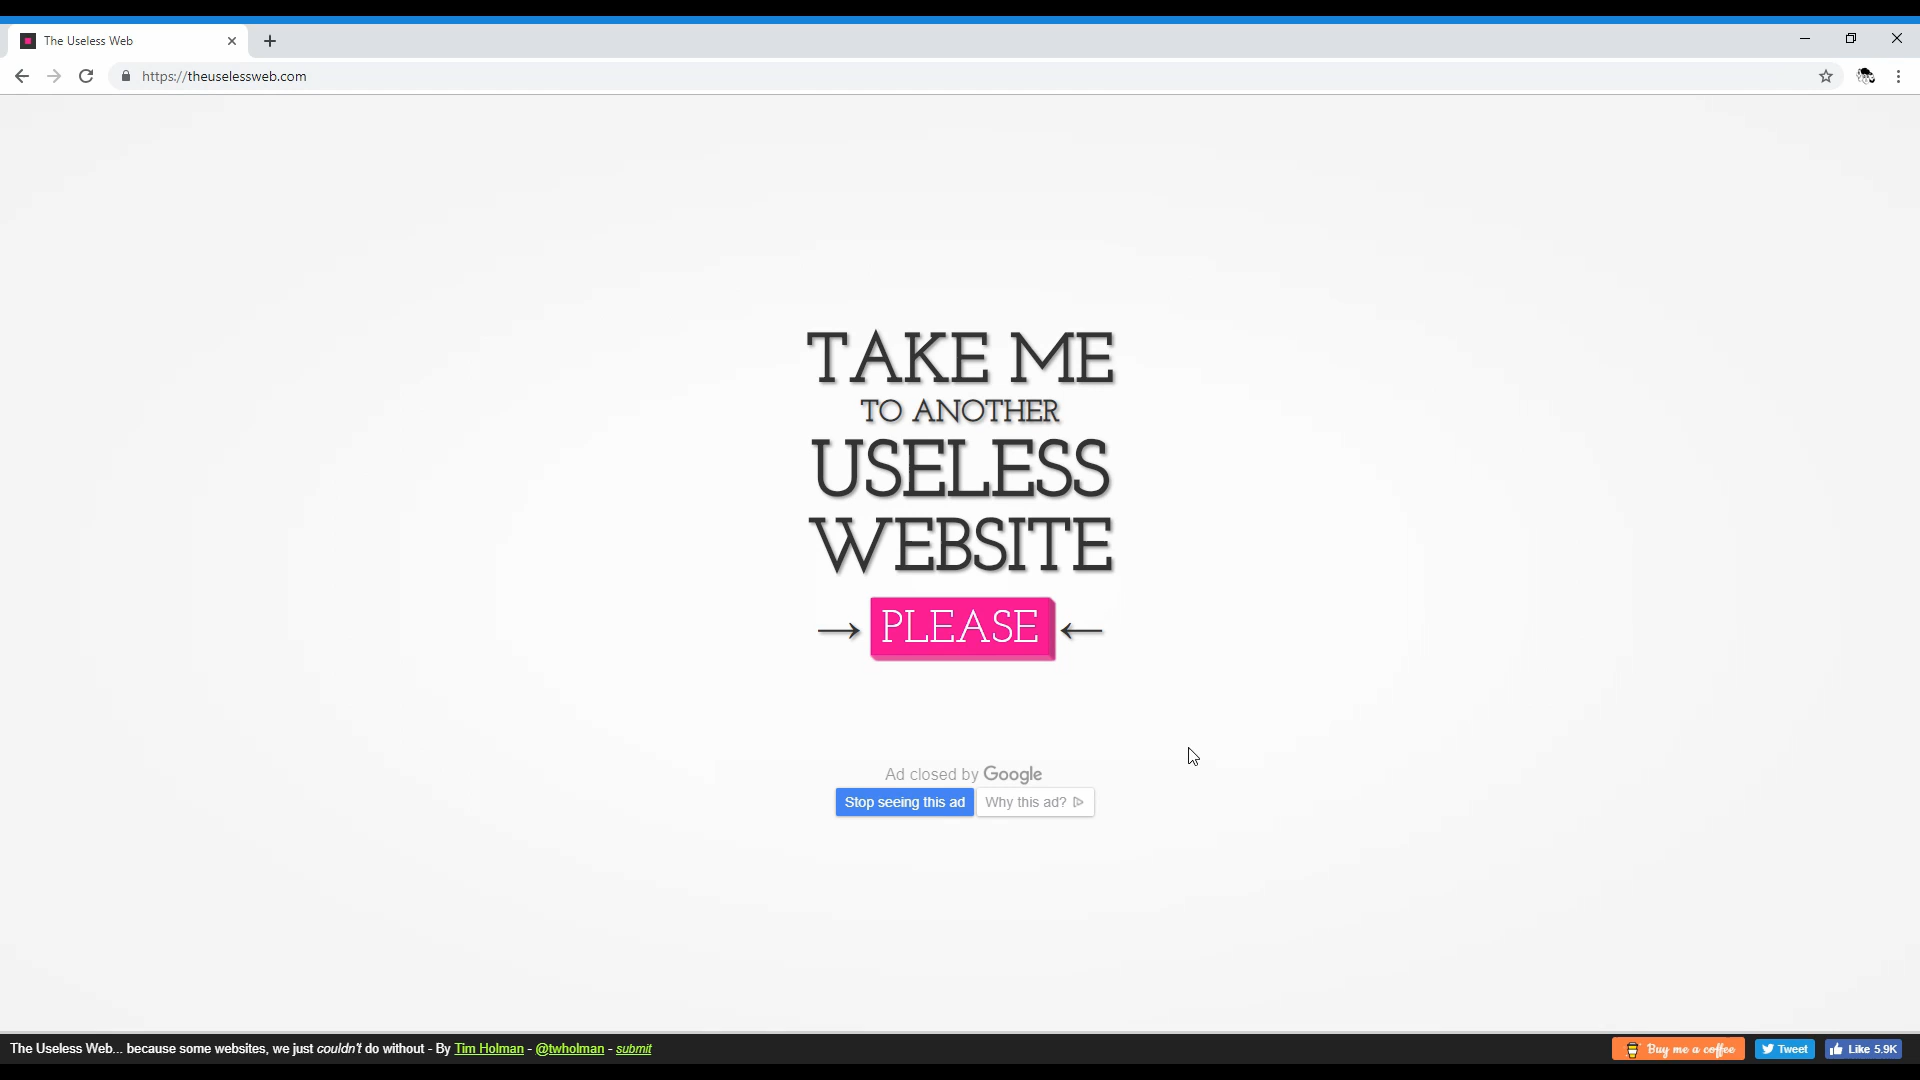 The Useless Web
https://theuselessweb.com
TAKE ME
TO ANOTHER
USELESS
WEBSITE
→ PLEASE ←
Ad closed by Google
Stop seeing this ad
Why this ad?
The Useless Web... because some websites, we just couldn't do without - By Tim Holman - @twholman - submit
Buy me a coffee
Tweet
Like 5.9K